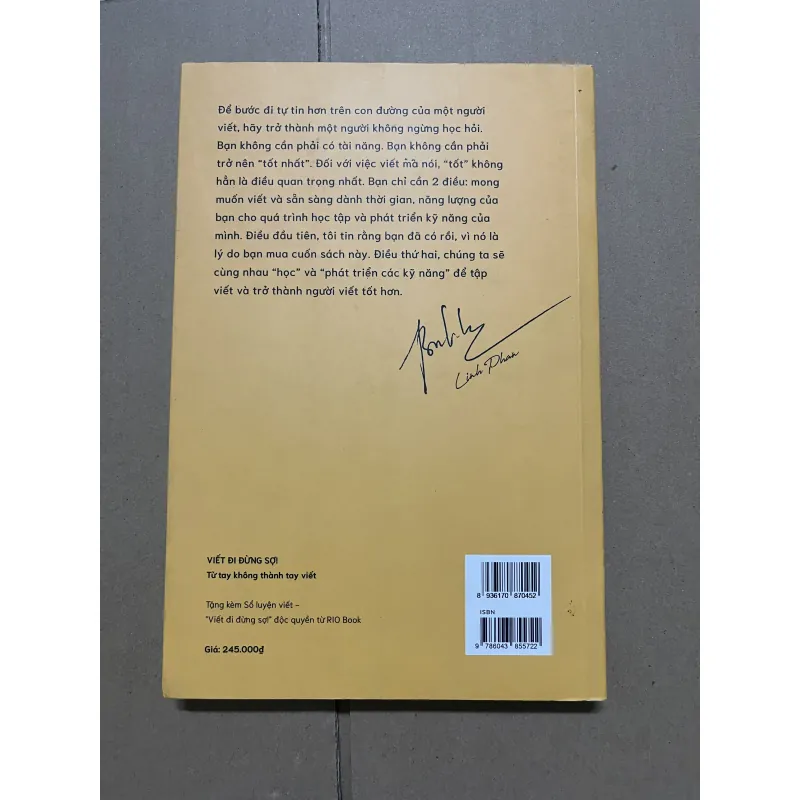 Để bước đi tự tin hơn trên con đường của một người
viết, hãy trở thành một người không ngừng học hỏi.
Bạn không cần phải có tài năng. Bạn không cần phải
trở nên "tốt nhất". Đối với việc viết mà nói, "tốt" không
hẳn là điều quan trọng nhất. Bạn chỉ cần 2 điều: mong
muốn viết và sẵn sàng dành thời gian, năng lượng của
bạn cho quá trình học tập và phát triển kỹ năng của
mình. Điều đầu tiên, tôi tin rằng bạn đã có rồi, vì nó là
lý do bạn mua cuốn sách này. Điều thứ hai, chúng ta sẽ
cùng nhau "học" và "phát triển các kỹ năng" để tập
viết và trở thành người viết tốt hơn.
Linh Phan
VIẾT ĐI ĐỪNG SỢ!
Từ tay không thành tay viết
Tặng kèm Sổ luyện viết –
"Viết đi đừng sợ!" độc quyền từ RIO Book
Giá: 245.000₫
8 936170 870452
ISBN
9 786043 855722